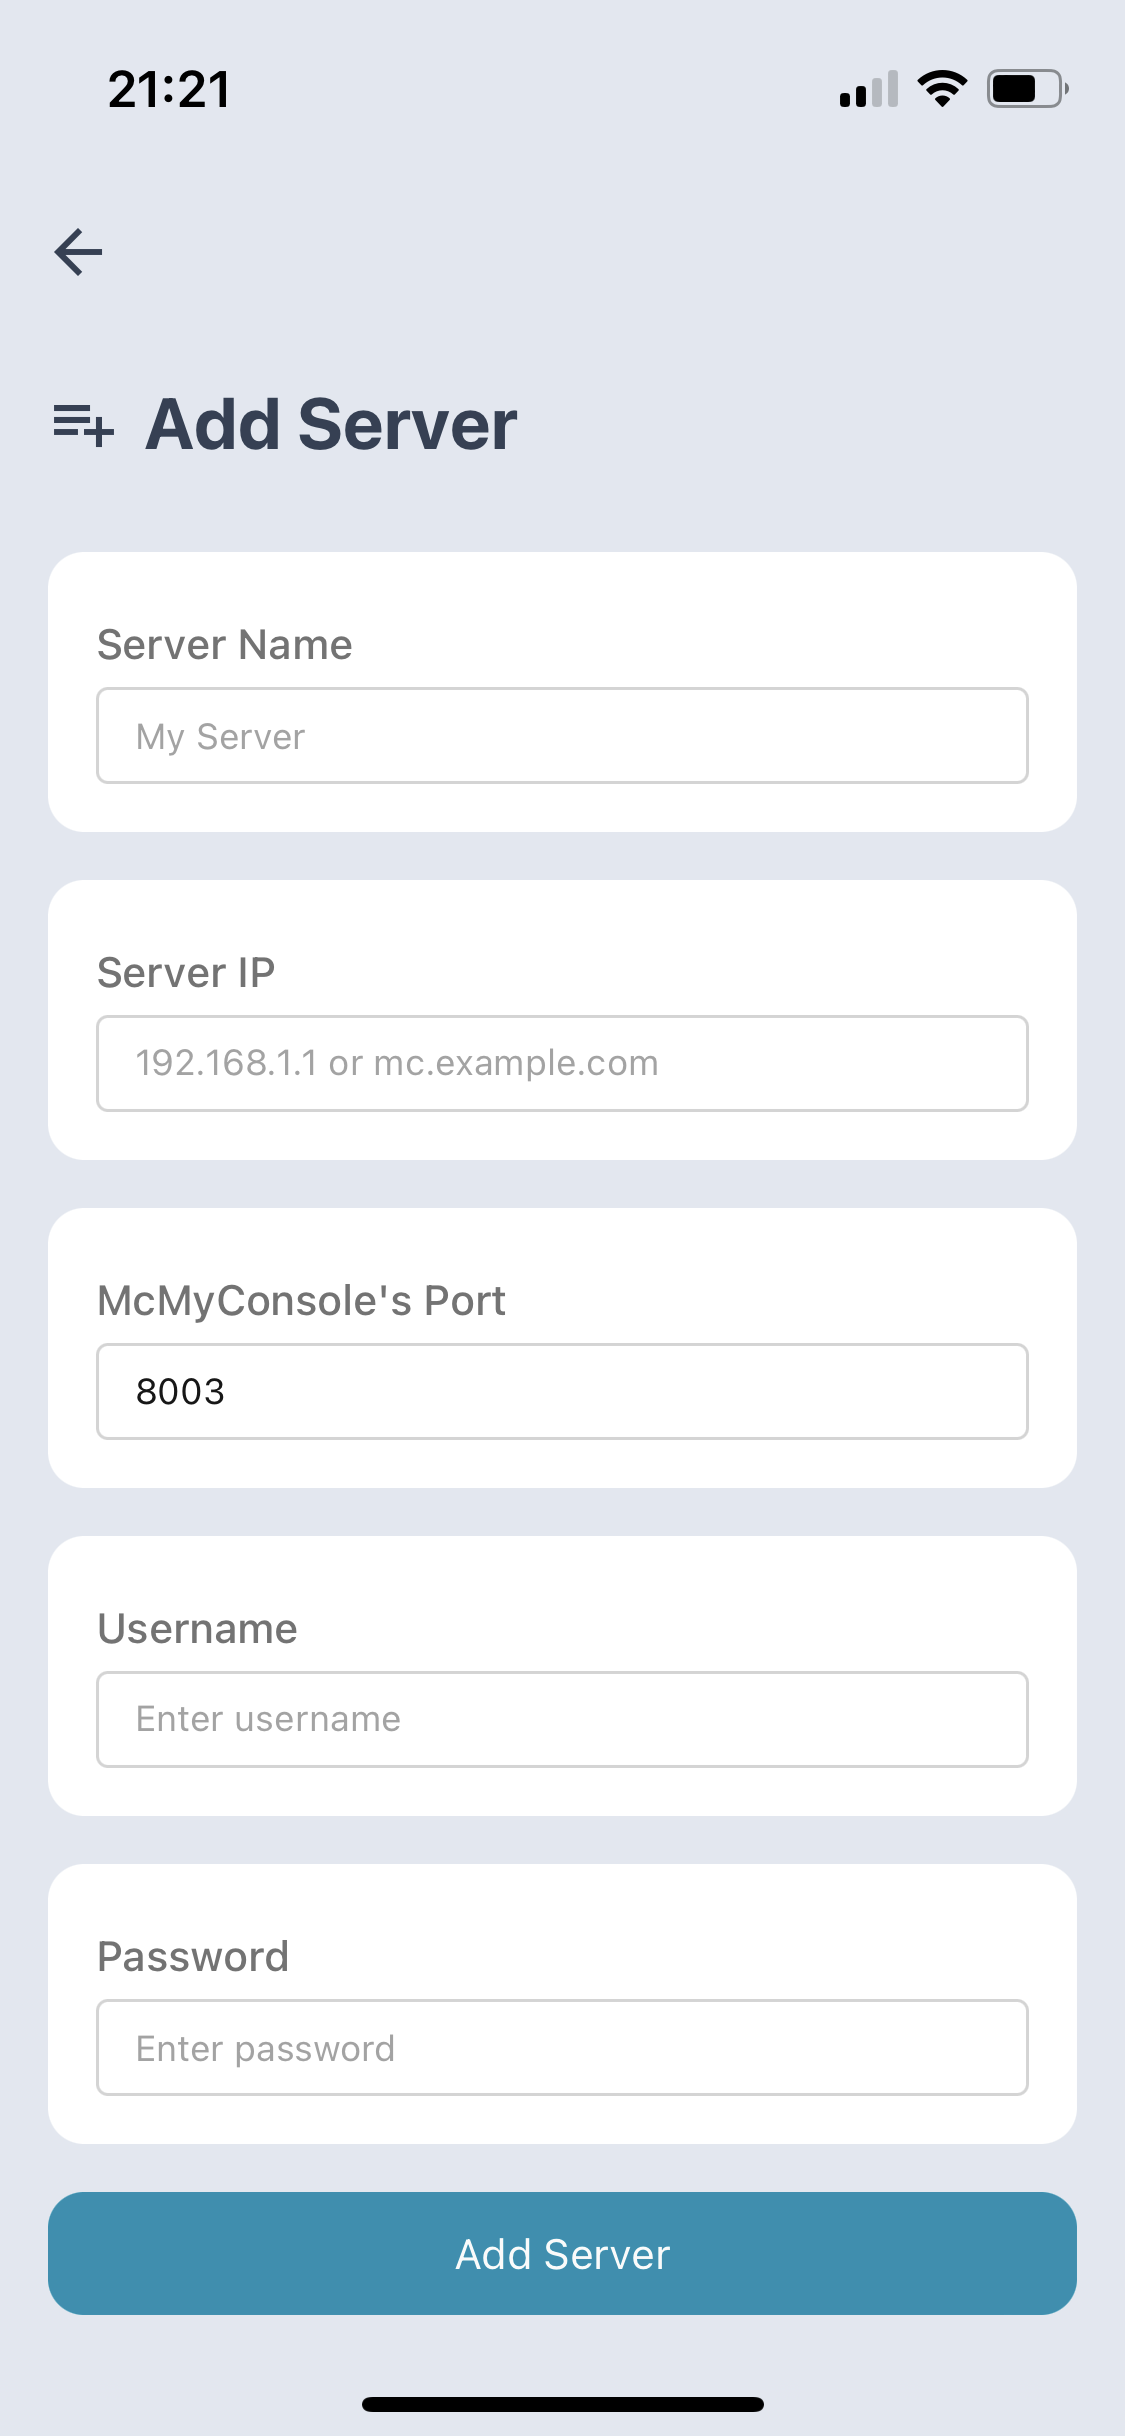 21:21
Add Server
Server Name
My Server
Server IP
192.168.1.1 or mc.example.com
McMyConsole's Port
8003
Username
Enter username
Password
Enter password
Add Server